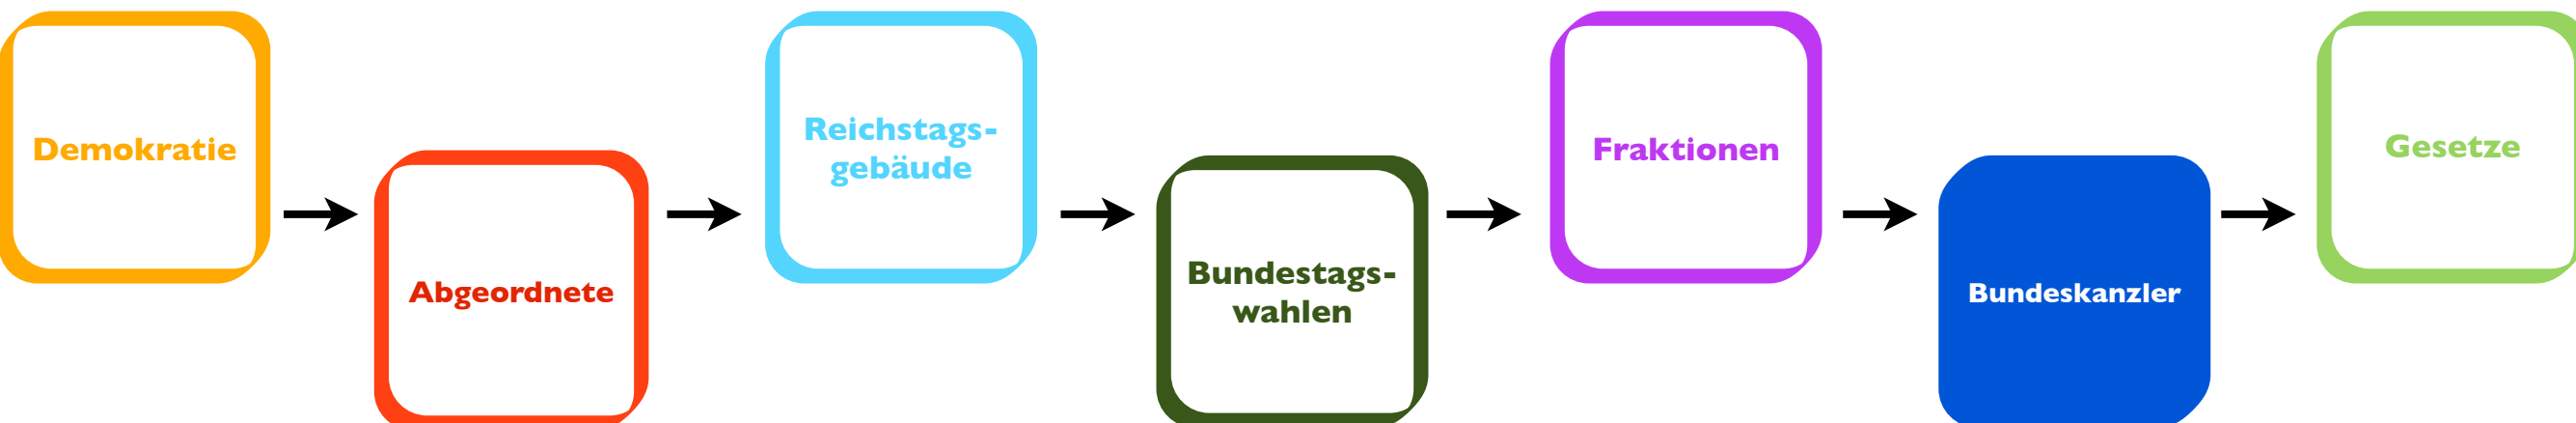 Demokratie
Abgeordnete
Reichstags-
gebäude
Bundestags-
wahlen
Fraktionen
Bundeskanzler
Gesetze